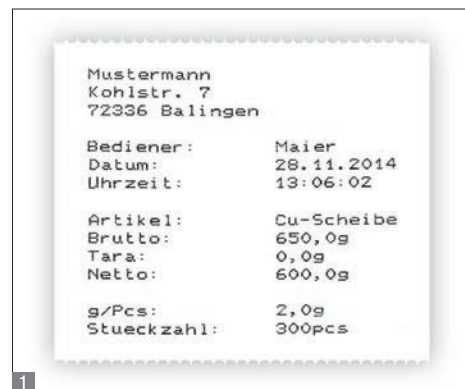 Mustermann
Kohlstr. 7
72336 Balingen
Bediener: Maier
Datum: 28.11.2014
Uhrzeit: 13:06:02
Artikel: Cu-Scheibe
Brutto: 650,0g
Tara: 0,0g
Netto: 600,0g
g/Pcs: 2,0g
Stueckzahl: 300pcs
1